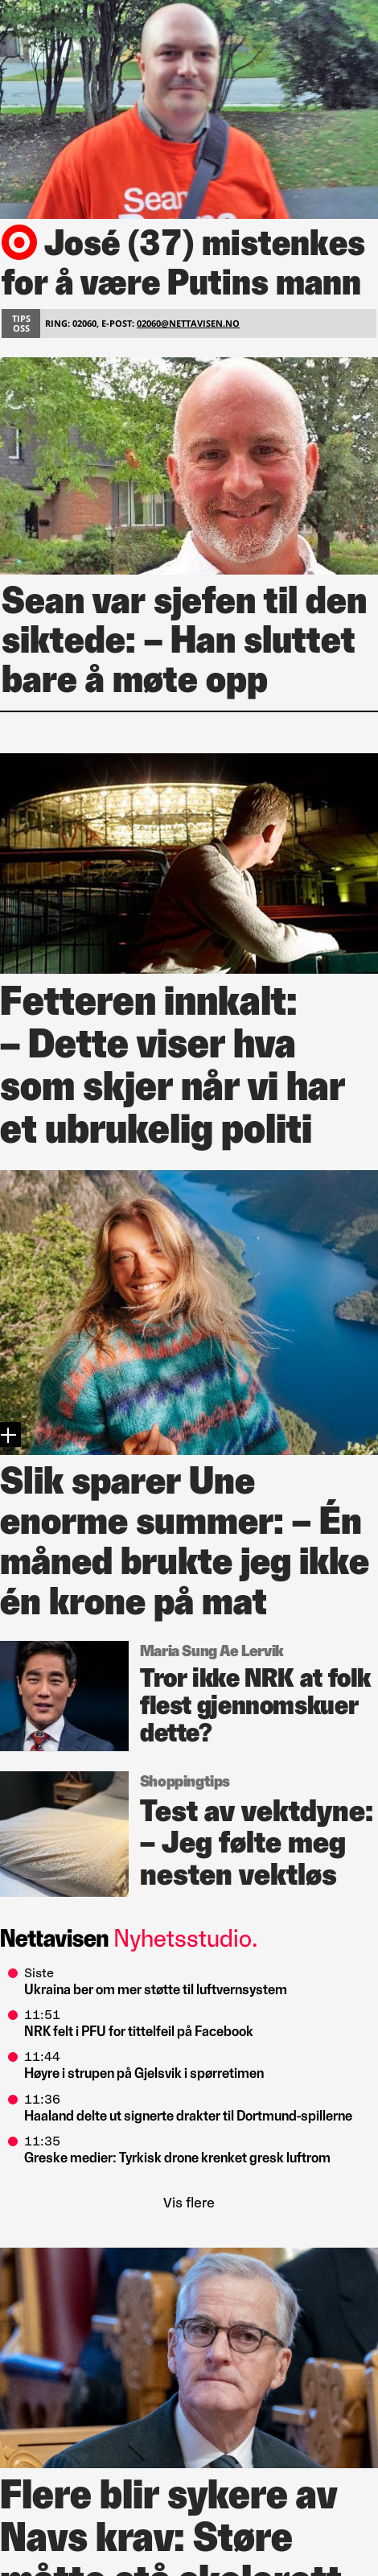 Sean
José (37) mistenkes
for å være Putins mann
TIPS
OSS
RING: 02060, E-POST: 02060@NETTAVISEN.NO
Sean var sjefen til den
siktede: – Han sluttet
bare å møte opp
Fetteren innkalt:
– Dette viser hva
som skjer når vi har
et ubrukelig politi
Slik sparer Une
enorme summer: – Én
måned brukte jeg ikke
én krone på mat
Maria Sung Ae Lervik
Tror ikke NRK at folk
flest gjennomskuer
dette?
Shoppingtips
Test av vektdyne:
– Jeg følte meg
nesten vektløs
Nettavisen Nyhetsstudio.
Siste
Ukraina ber om mer støtte til luftvernsystem
11:51
NRK felt i PFU for tittelfeil på Facebook
11:44
Høyre i strupen på Gjelsvik i spørretimen
11:36
Haaland delte ut signerte drakter til Dortmund-spillerne
11:35
Greske medier: Tyrkisk drone krenket gresk luftrom
Vis flere
Flere blir sykere av
Navs krav: Støre